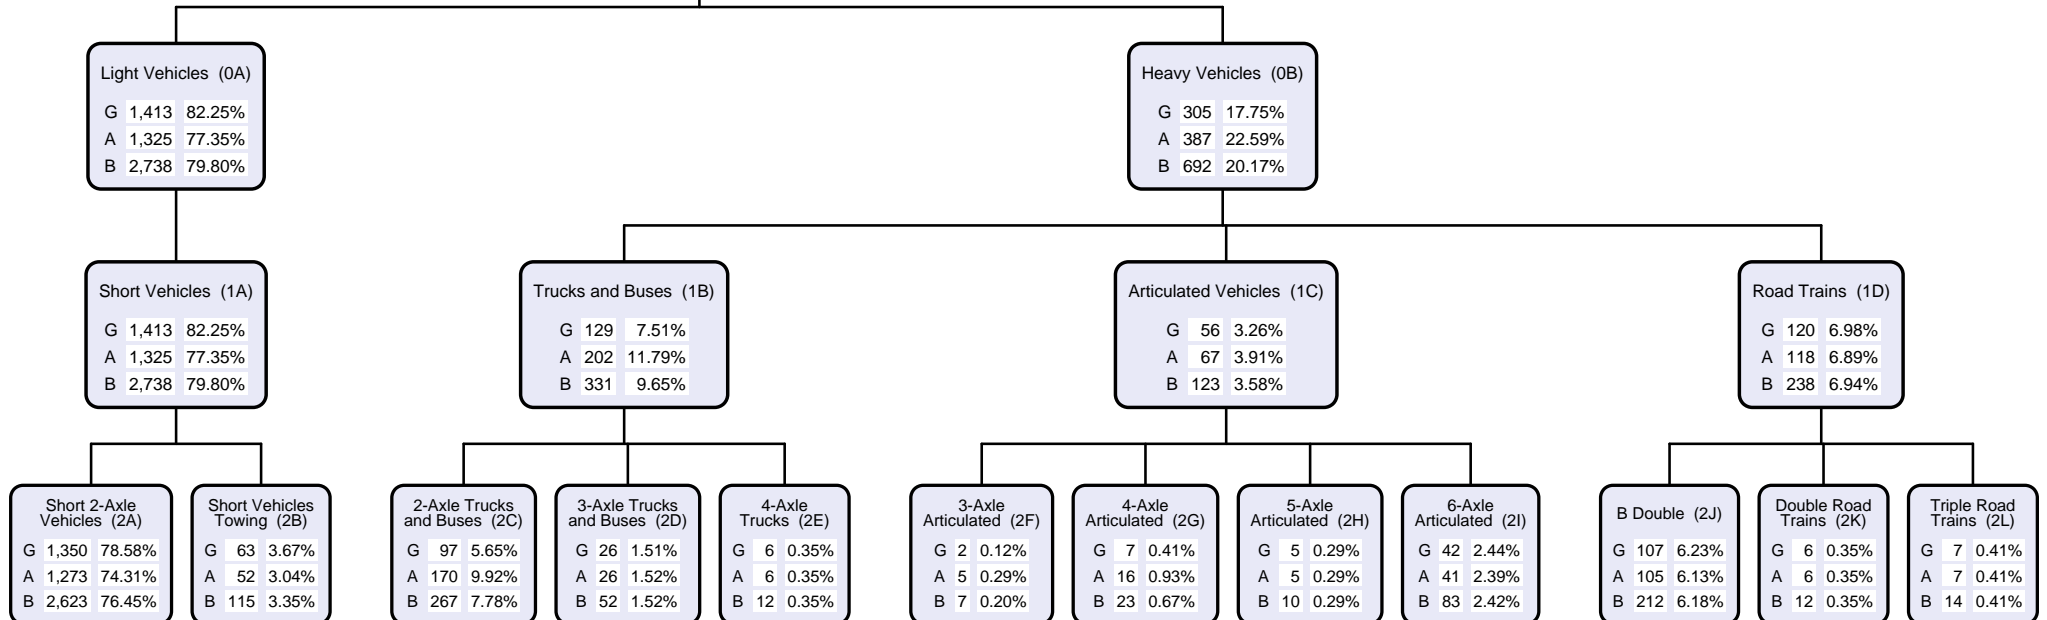 Light Vehicles (0A)
G 1,413 82.25%
A 1,325 77.35%
B 2,738 79.80%
Heavy Vehicles (0B)
G 305 17.75%
A 387 22.59%
B 692 20.17%
Short Vehicles (1A)
G 1,413 82.25%
A 1,325 77.35%
B 2,738 79.80%
Trucks and Buses (1B)
G 129 7.51%
A 202 11.79%
B 331 9.65%
Articulated Vehicles (1C)
G 56 3.26%
A 67 3.91%
B 123 3.58%
Road Trains (1D)
G 120 6.98%
A 118 6.89%
B 238 6.94%
Short 2-Axle
Vehicles (2A)
G 1,350 78.58%
A 1,273 74.31%
B 2,623 76.45%
Short Vehicles
Towing (2B)
G 63 3.67%
A 52 3.04%
B 115 3.35%
2-Axle Trucks
and Buses (2C)
G 97 5.65%
A 170 9.92%
B 267 7.78%
3-Axle Trucks
and Buses (2D)
G 26 1.51%
A 26 1.52%
B 52 1.52%
4-Axle
Trucks (2E)
G 6 0.35%
A 6 0.35%
B 12 0.35%
3-Axle
Articulated (2F)
G 2 0.12%
A 5 0.29%
B 7 0.20%
4-Axle
Articulated (2G)
G 7 0.41%
A 16 0.93%
B 23 0.67%
5-Axle
Articulated (2H)
G 5 0.29%
A 5 0.29%
B 10 0.29%
6-Axle
Articulated (2I)
G 42 2.44%
A 41 2.39%
B 83 2.42%
B Double (2J)
G 107 6.23%
A 105 6.13%
B 212 6.18%
Double Road
Trains (2K)
G 6 0.35%
A 6 0.35%
B 12 0.35%
Triple Road
Trains (2L)
G 7 0.41%
A 7 0.41%
B 14 0.41%